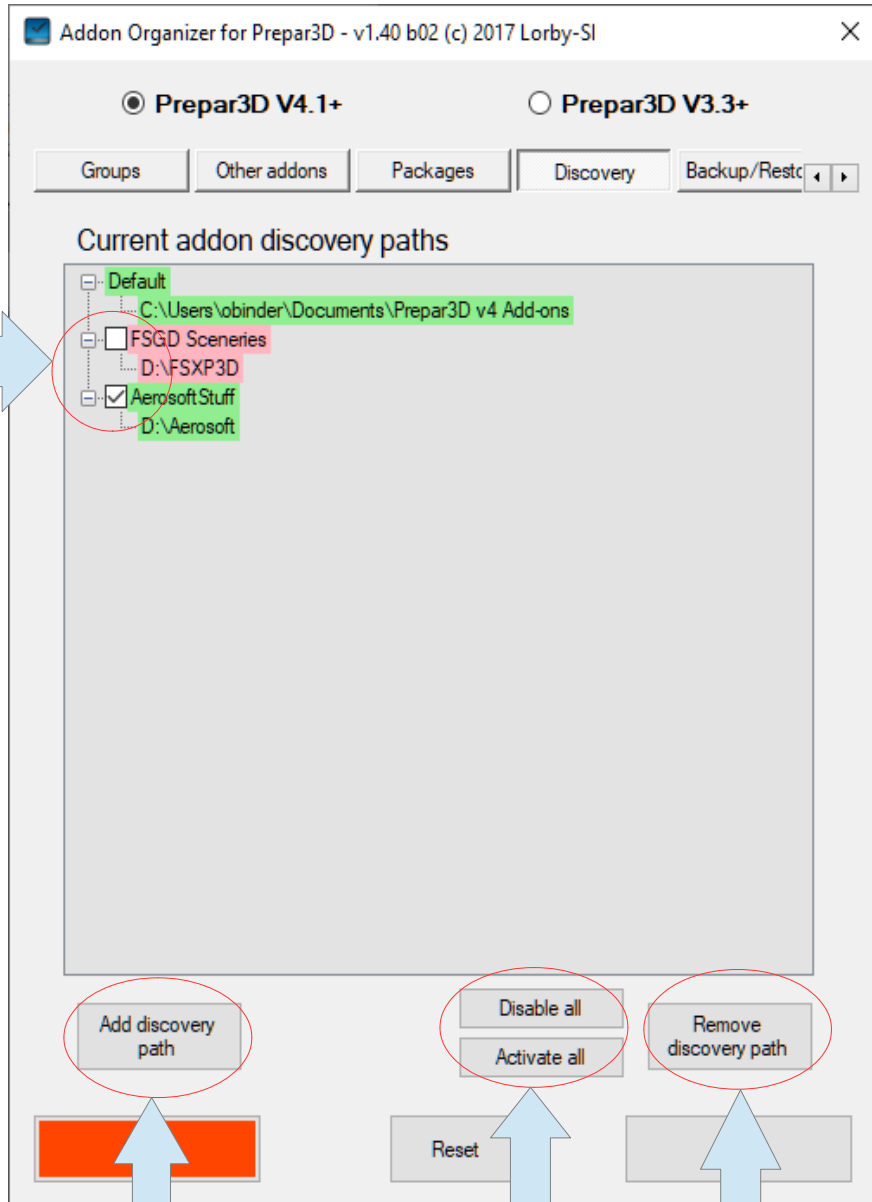 Addon Organizer for Prepar3D - v1.40 b02 (c) 2017 Lorby-SI
Prepar3D V4.1+ Prepar3D V3.3+
Groups Other addons Packages Discovery Backup/Resto
Current addon discovery paths
Default
C:\Users\obinder\Documents\Prepar3D v4 Add-ons
FSGD Sceneries
D:\FSXP3D
AerosoftStuff
D:\Aerosoft
Add discovery
path
Disable all
Activate all
Remove
discovery path
Reset